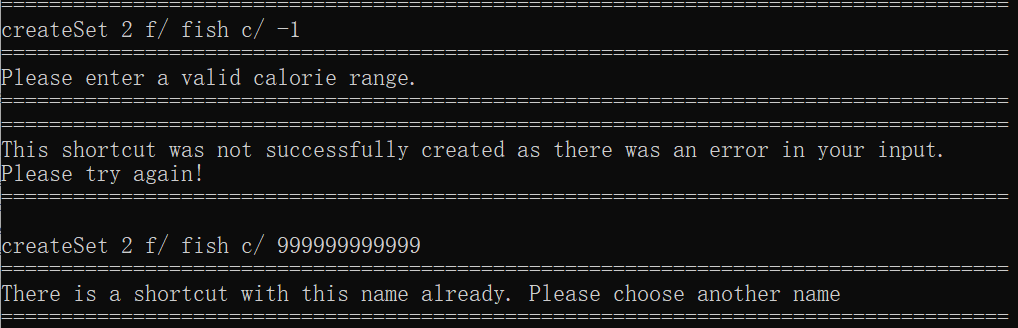 ====================================================================================
createSet 2 f/ fish c/ -1
====================================================================================
Please enter a valid calorie range.
====================================================================================
====================================================================================
This shortcut was not successfully created as there was an error in your input.
Please try again!
====================================================================================
createSet 2 f/ fish c/ 999999999999
====================================================================================
There is a shortcut with this name already. Please choose another name
====================================================================================